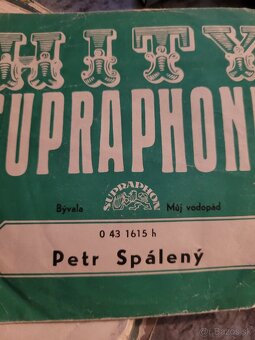 HITY
SUPRAPHONU
Bývala
SUPRAPHON
Můj vodopád
0 43 1615 h
Petr Spálený